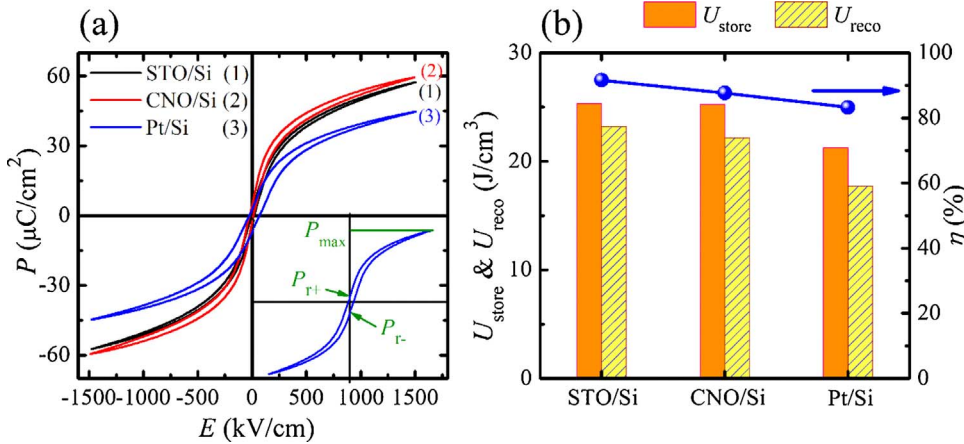 (a)
STO/Si (1)
CNO/Si (2)
Pt/Si (3)
(2)
(1)
(3)
P (μC/cm²)
60
30
0
-30
-60
-1500 -1000 -500 0 500 1000 1500
E (kV/cm)
Pmax
Pr+
Pr-
(b)
Ustore Ureco
Ustore & Ureco (J/cm³)
30
20
10
0
100
80
60
40
20
0
η (%)
STO/Si CNO/Si Pt/Si